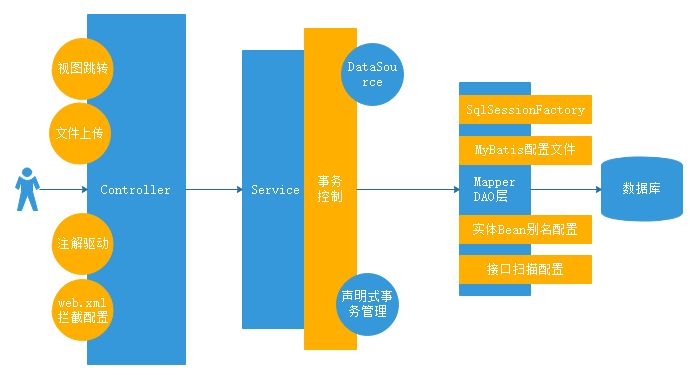 视图跳转
文件上传
Controller
注解驱动
web.xml
拦截配置
Service
事务
控制
DataSou
rce
声明式事
务管理
SqlSessionFactory
MyBatis配置文件
Mapper
DAO层
实体Bean别名配置
接口扫描配置
数据库